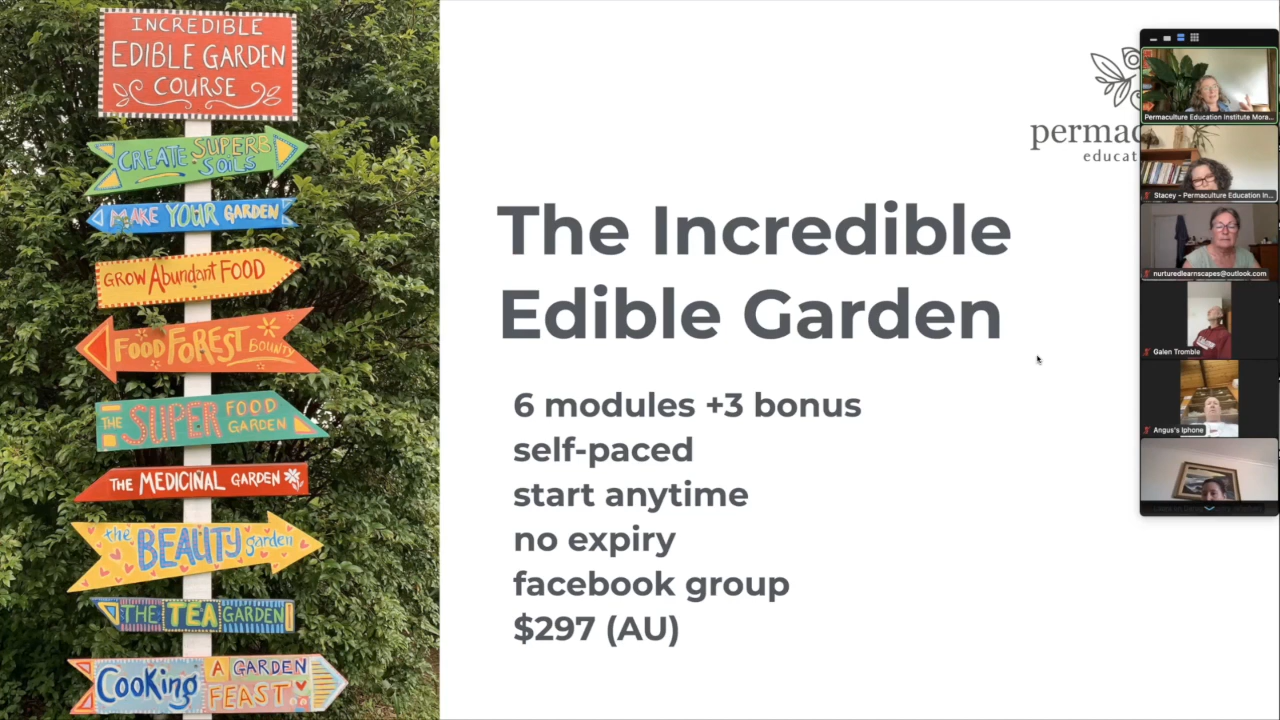 INCREDIBLE
EDIBLE GARDEN
COURSE
CREATE SUPERB
SOILS
MAKE YOUR GARDEN
GROW Abundant FOOD
FOOD FOREST BOUNTY
THE SUPER FOOD
GARDEN
THE MEDICINAL GARDEN
the BEAUTY garden
THE TEA GARDEN
COOKING A GARDEN
FEAST
The Incredible
Edible Garden
6 modules +3 bonus
self-paced
start anytime
no expiry
facebook group
$297 (AU)
permac
educat
Permaculture Education Institute Mora...
Stacey - Permaculture Education In...
nurturedlearnscapes@outlook.com
Galen Tromble
Angus's Iphone